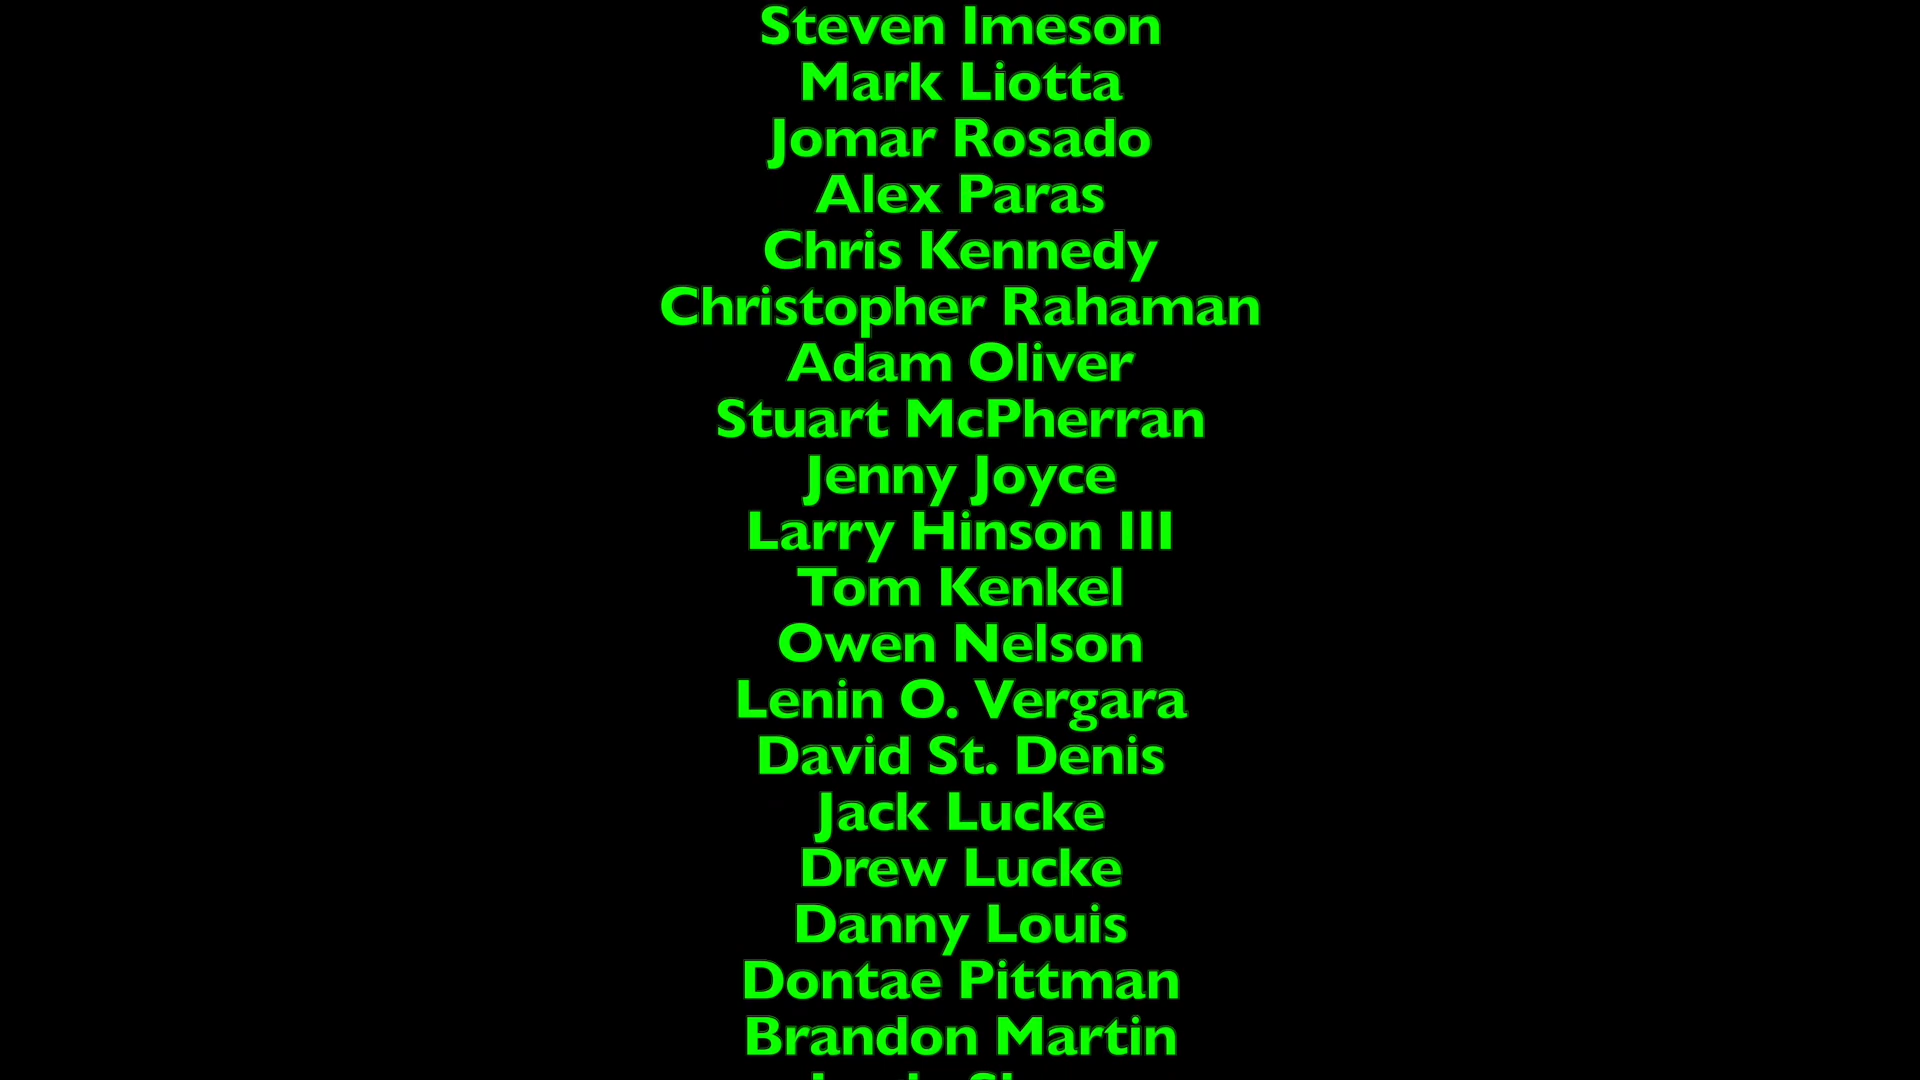 Steven Imeson
Mark Liotta
Jomar Rosado
Alex Paras
Chris Kennedy
Christopher Rahaman
Adam Oliver
Stuart McPherran
Jenny Joyce
Larry Hinson III
Tom Kenkel
Owen Nelson
Lenin O. Vergara
David St. Denis
Jack Lucke
Drew Lucke
Danny Louis
Dontae Pittman
Brandon Martin